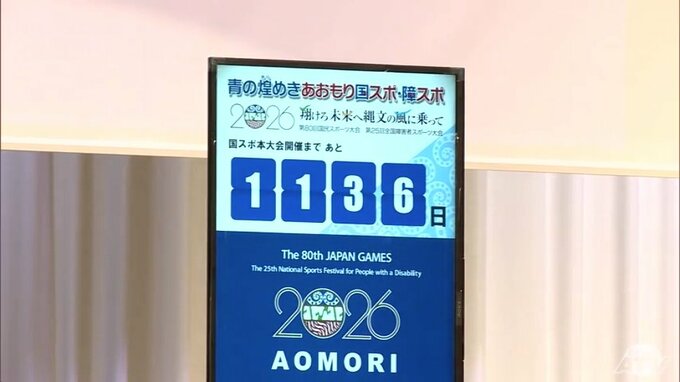 青の煌めきあおもり国スポ・障スポ
2026 翔けろ未来へ縄文の風に乗って
第80回国民スポーツ大会 第25回全国障害者スポーツ大会
国スポ本大会開催まで あと
1136日
The 80th JAPAN GAMES
The 25th National Sports Festival for People with a Disability
2026
AOMORI